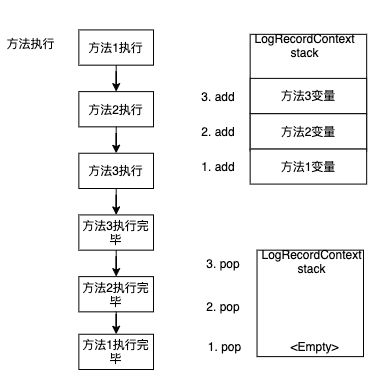 方法执行
方法1执行
方法2执行
方法3执行
方法3执行完
毕
方法2执行完
毕
方法1执行完
毕
LogRecordContext
stack
3. add
方法3变量
2. add
方法2变量
1. add
方法1变量
LogRecordContext
stack
3. pop
2. pop
1. pop
<Empty>